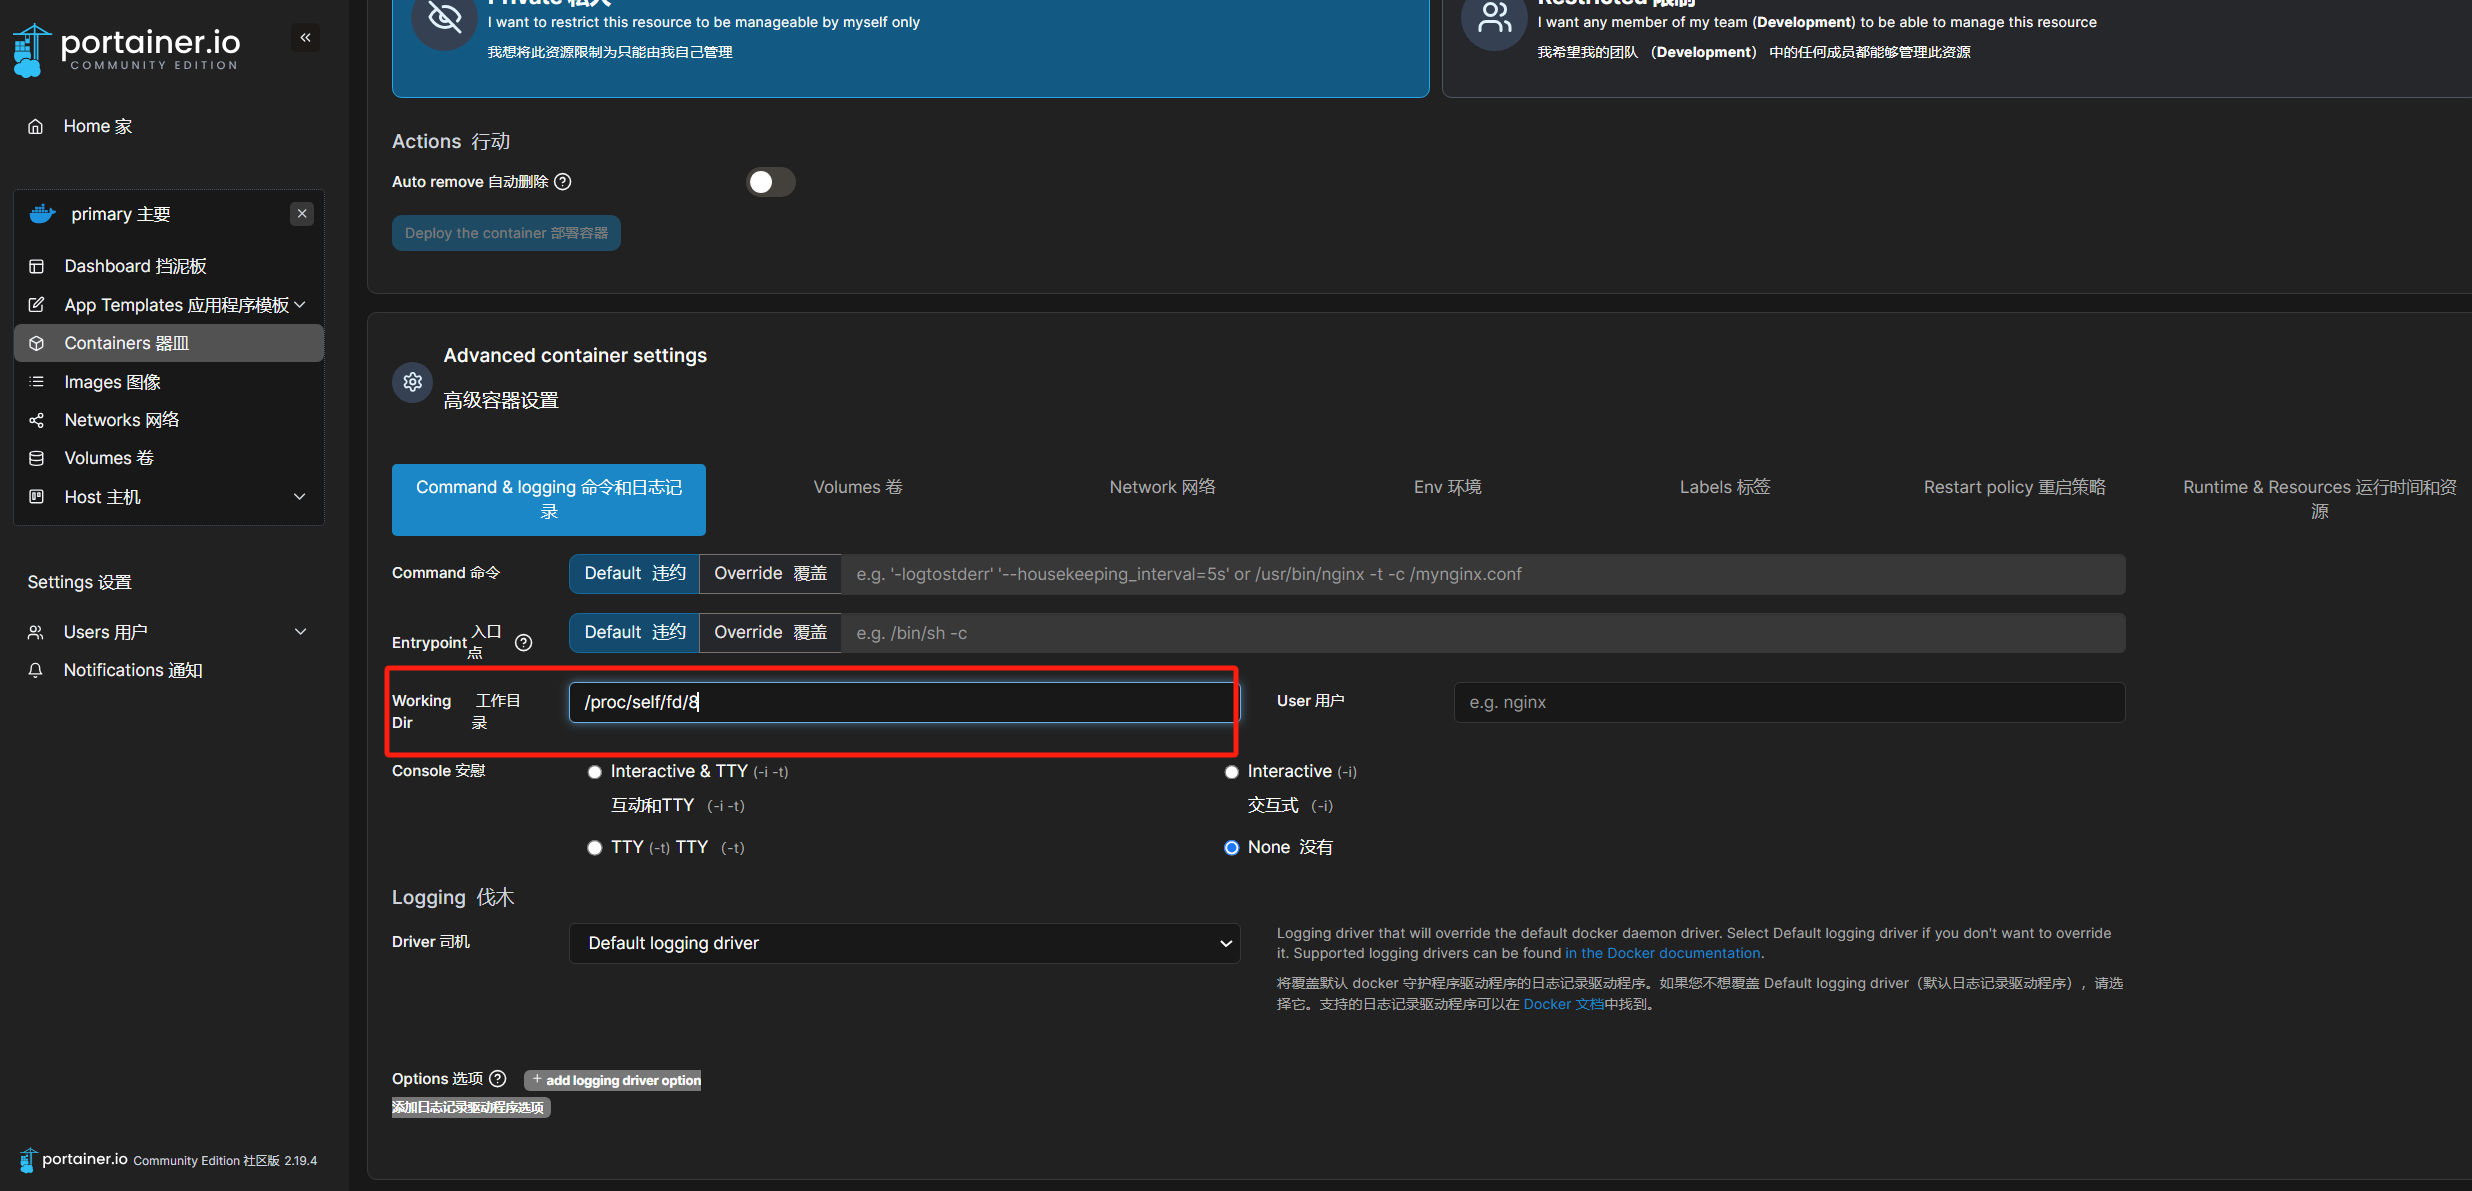 portainer.io
COMMUNITY EDITION
Home 家
primary 主要
Dashboard 挡泥板
App Templates 应用程序模板
Containers 器皿
Images 图像
Networks 网络
Volumes 卷
Host 主机
Settings 设置
Users 用户
Notifications 通知
portainer.io Community Edition 社区版 2.19.4
Private 私人
I want to restrict this resource to be manageable by myself only
我想将此资源限制为只能由我自己管理
Restricted 限制
I want any member of my team (Development) to be able to manage this resource
我希望我的团队 （Development） 中的任何成员都能够管理此资源
Actions 行动
Auto remove 自动删除
Deploy the container 部署容器
Advanced container settings
高级容器设置
Command & logging 命令和日志记
录
Volumes 卷
Network 网络
Env 环境
Labels 标签
Restart policy 重启策略
Runtime & Resources 运行时间和资
源
Command 命令
Default 违约
Override 覆盖
e.g. '-logtostderr' '--housekeeping_interval=5s' or /usr/bin/nginx -t -c /mynginx.conf
Entrypoint 入口
点
Default 违约
Override 覆盖
e.g. /bin/sh -c
Working 工作目
Dir 录
/proc/self/fd/8
User 用户
e.g. nginx
Console 安慰
Interactive & TTY (-i -t)
互动和TTY （-i -t）
Interactive (-i)
交互式 （-i）
TTY (-t) TTY （-t）
None 没有
Logging 伐木
Driver 司机
Default logging driver
Logging driver that will override the default docker daemon driver. Select Default logging driver if you don't want to override
it. Supported logging drivers can be found in the Docker documentation.
将覆盖默认 docker 守护程序驱动程序的日志记录驱动程序。如果您不想覆盖 Default logging driver（默认日志记录驱动程序），请选
择它。支持的日志记录驱动程序可以在 Docker 文档中找到。
Options 选项
+ add logging driver option
添加日志记录驱动程序选项